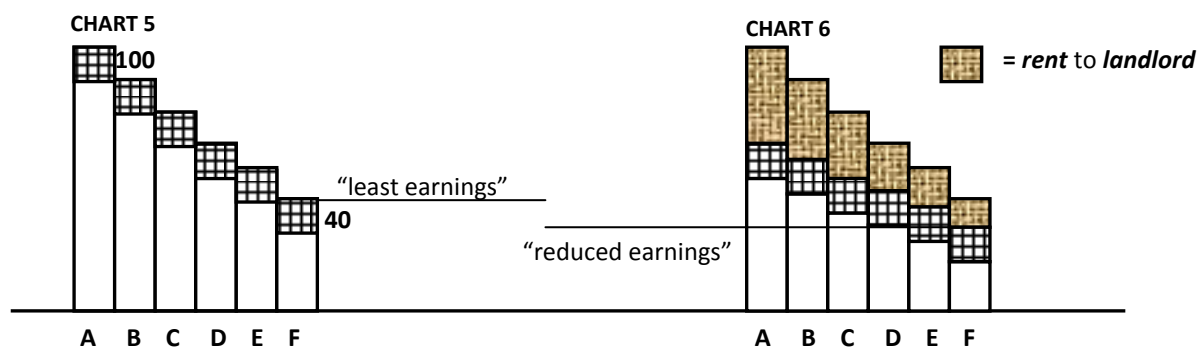 CHART 5
100
"least earnings"
40
A B C D E F
CHART 6
= rent to landlord
"reduced earnings"
A B C D E F